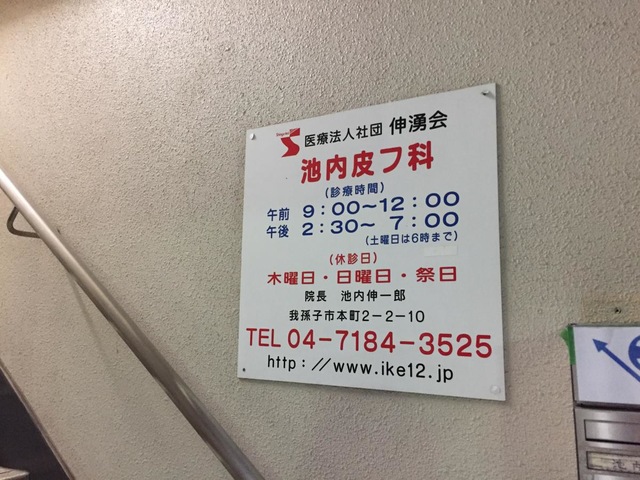 医療法人社団 伸湧会
池内皮フ科
(診療時間)
午前 9:00～12:00
午後 2:30～ 7:00
(土曜日は6時まで)
(休診日)
木曜日・日曜日・祭日
院長 池内伸一郎
我孫子市本町2-2-10
TEL 04-7184-3525
http://www.ike12.jp